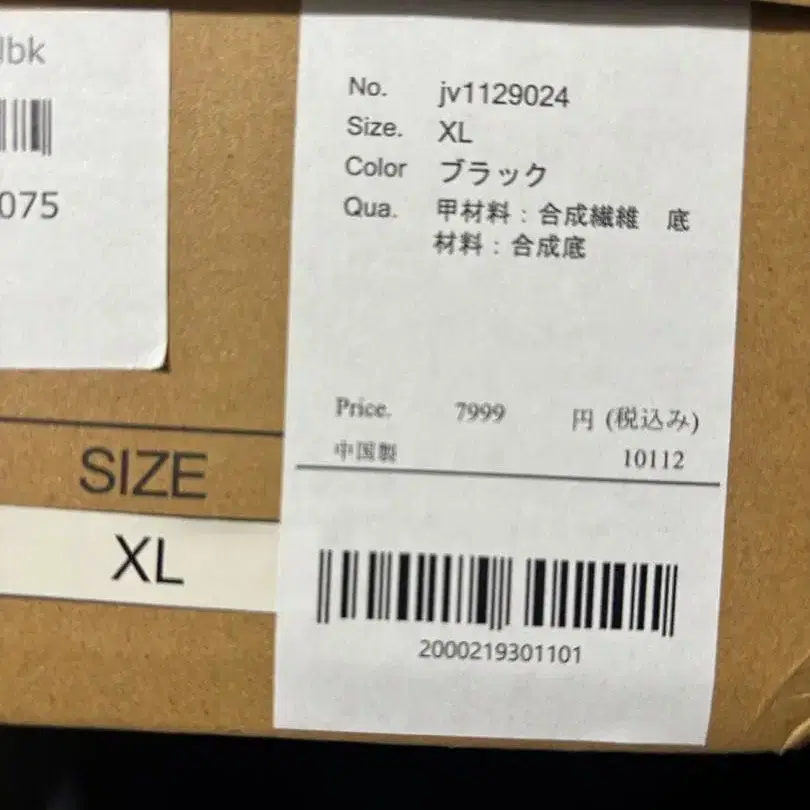 bk
075
SIZE
XL
No. jv1129024
Size. XL
Color ブラック
Qua. 甲材料：合成繊維 底
材料：合成底
Price. 7999 円 (税込み)
中国製 10112
2000219301101